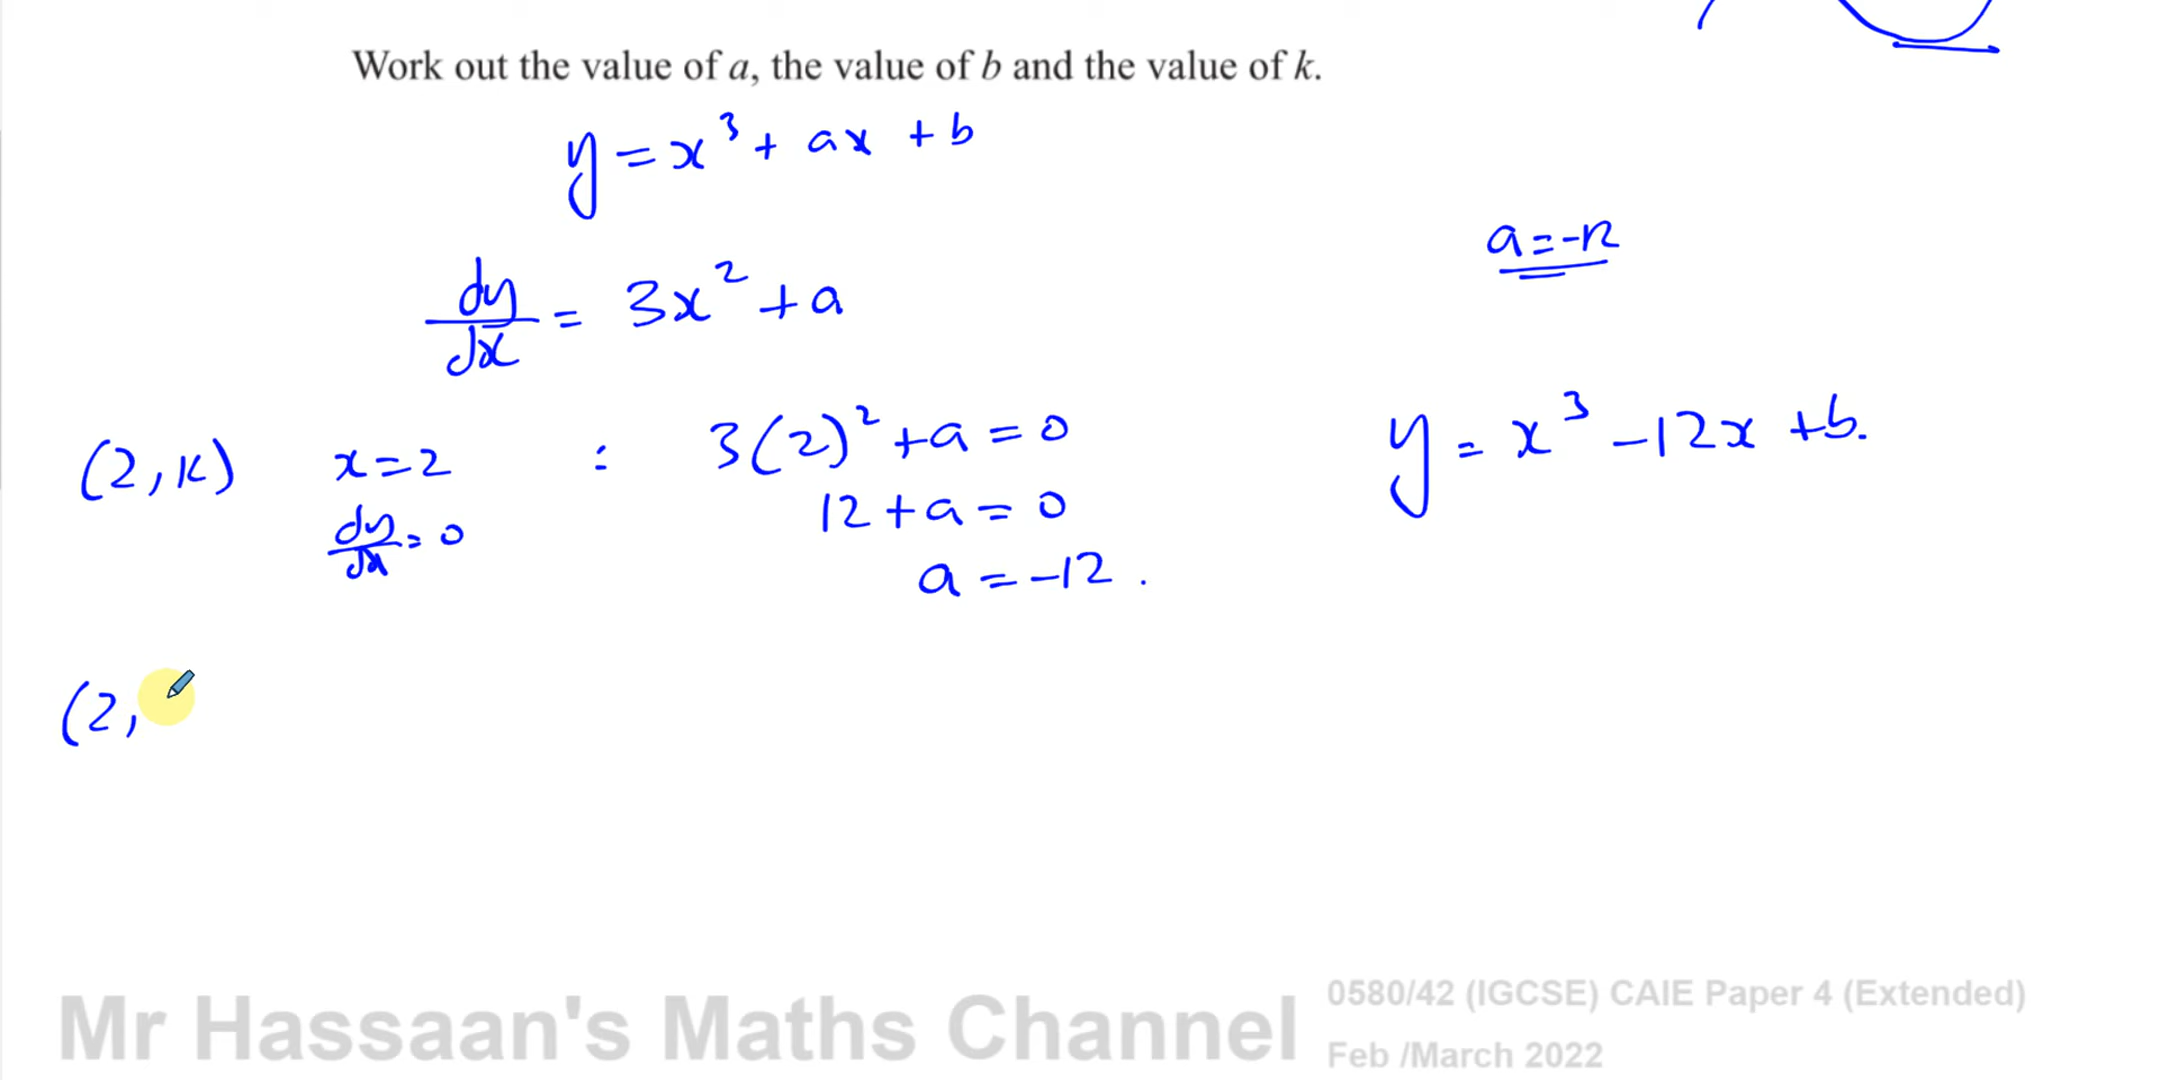 Work out the value of a, the value of b and the value of k.
y = x³ + ax + b
a = -12
dy/dx = 3x² + a
(2, k) x = 2 : 3(2)² + a = 0
y = x³ - 12x + b.
dy/dx = 0
12 + a = 0
a = -12.
(2,
Mr Hassaan's Maths Channel
0580/42 (IGCSE) CAIE Paper 4 (Extended)
Feb /March 2022